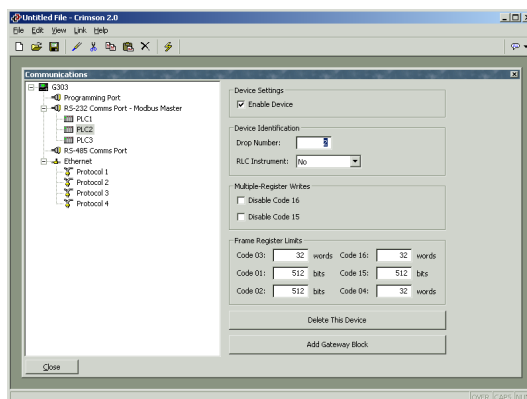 Untitled File - Crimson 2.0
File Edit View Link Help
Communications
G303
Programming Port
RS-232 Comms Port - Modbus Master
PLC1
PLC2
PLC3
RS-485 Comms Port
Ethernet
Protocol 1
Protocol 2
Protocol 3
Protocol 4
Device Settings
Enable Device
Device Identification
Drop Number: 2
RLC Instrument: No
Multiple-Register Writes
Disable Code 16
Disable Code 15
Frame Register Limits
Code 03: 32 words Code 16: 32 words
Code 01: 512 bits Code 15: 512 bits
Code 02: 512 bits Code 04: 32 words
Delete This Device
Add Gateway Block
Close
OVER CAPS NUM